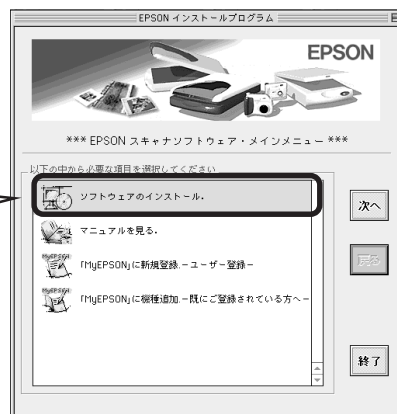 EPSON インストールプログラム
EPSON
*** EPSON スキャナソフトウェア・メインメニュー ***
以下の中から必要な項目を選択してください
ソフトウェアのインストール.
マニュアルを見る.
「MyEPSON」に新規登録.-ユーザー登録-
「MyEPSON」に機種追加.-既にご登録されている方へ-
次へ
戻る
終了